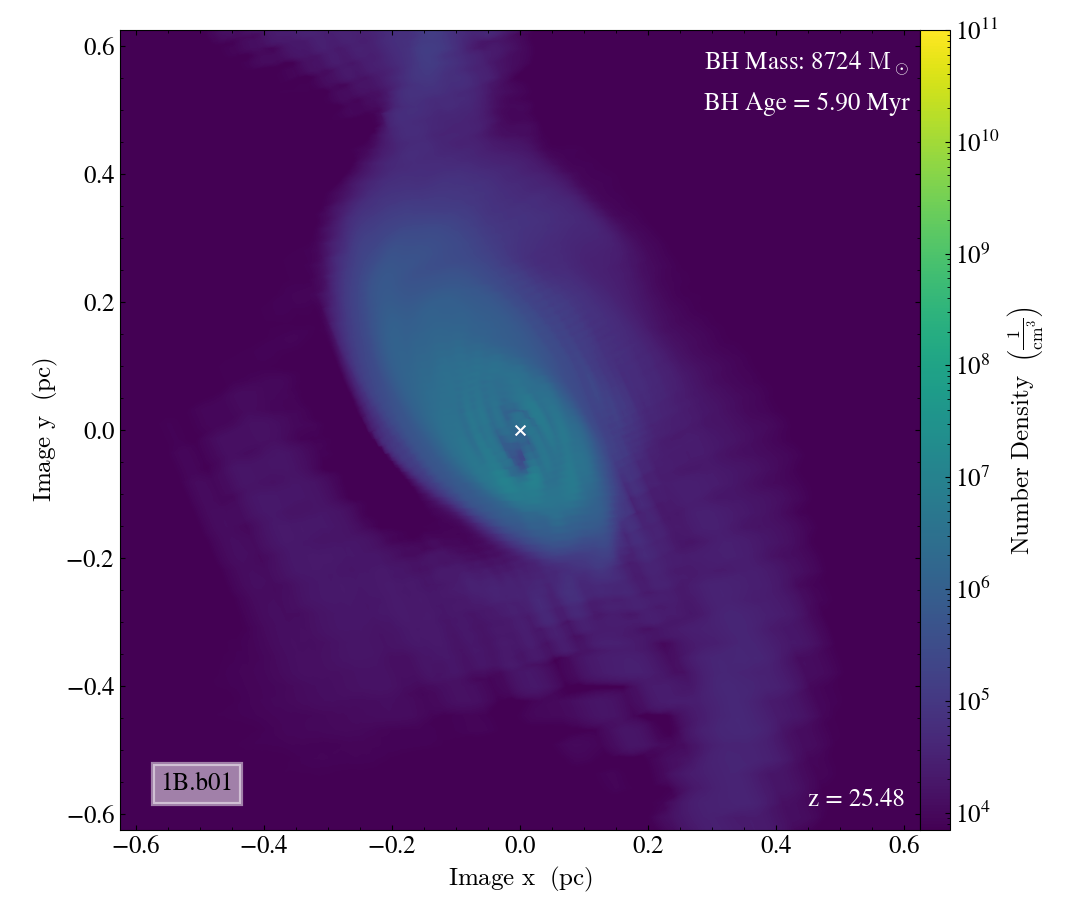 BH Mass: 8724 M☉
BH Age = 5.90 Myr
1B.b01
z = 25.48
0.6
0.4
0.2
0.0
−0.2
−0.4
−0.6
Image y (pc)
−0.6 −0.4 −0.2 0.0 0.2 0.4 0.6
Image x (pc)
10^11
10^10
10^9
10^8
10^7
10^6
10^5
10^4
Number Density (1/cm^3)